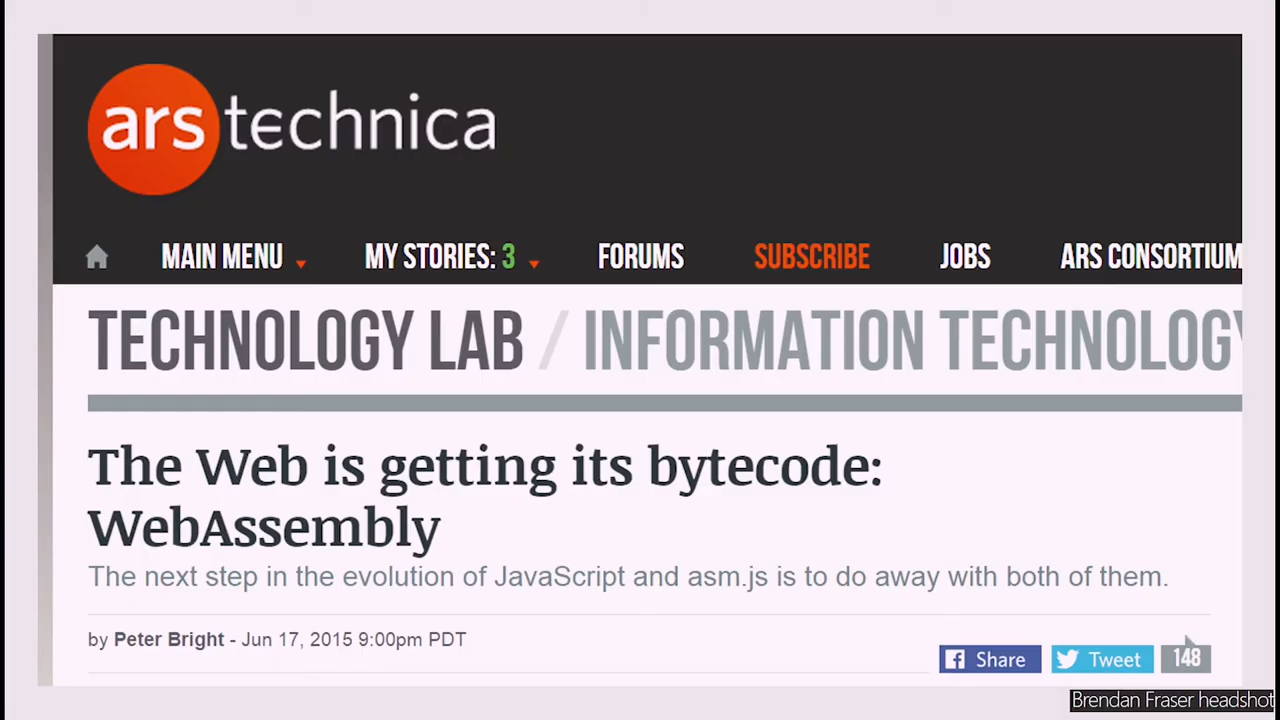 ars technica
MAIN MENU MY STORIES: 3 FORUMS SUBSCRIBE JOBS ARS CONSORTIUM
TECHNOLOGY LAB / INFORMATION TECHNOLOGY
The Web is getting its bytecode:
WebAssembly
The next step in the evolution of JavaScript and asm.js is to do away with both of them.
by Peter Bright - Jun 17, 2015 9:00pm PDT
Share Tweet 148
Brendan Fraser headshot